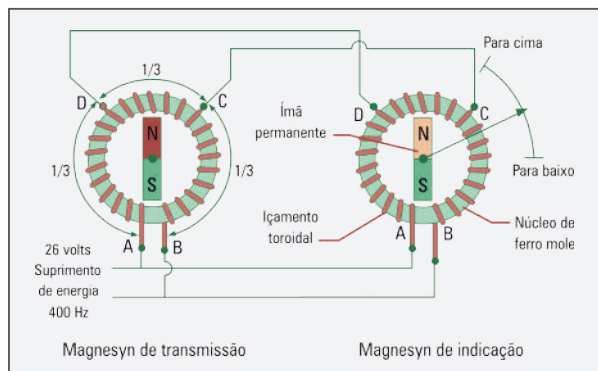 1/3
D
C
N
S
1/3
1/3
A
B
26 volts
Suprimento
de energia
400 Hz
Magnesyn de transmissão
Para cima
D
C
Ímã
permanente
N
S
Para baixo
Içamento
toroidal
A
B
Núcleo de
ferro mole
Magnesyn de indicação